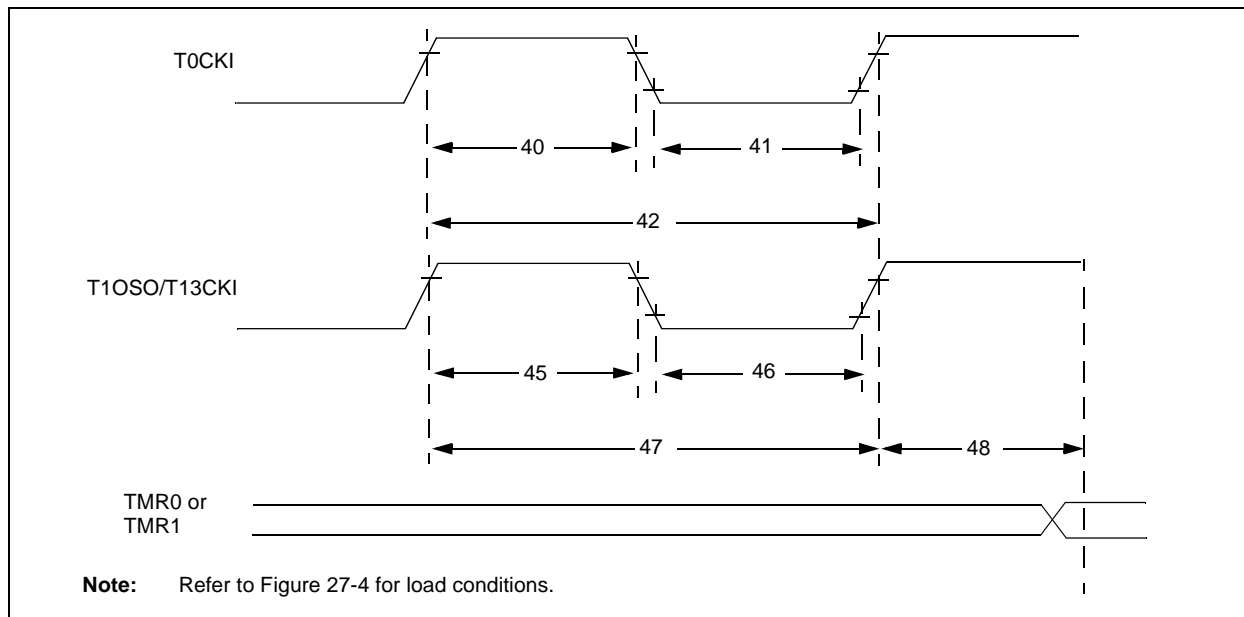 T0CKI
40
41
42
T1OSO/T13CKI
45
46
47
48
TMR0 or
TMR1
Note: Refer to Figure 27-4 for load conditions.